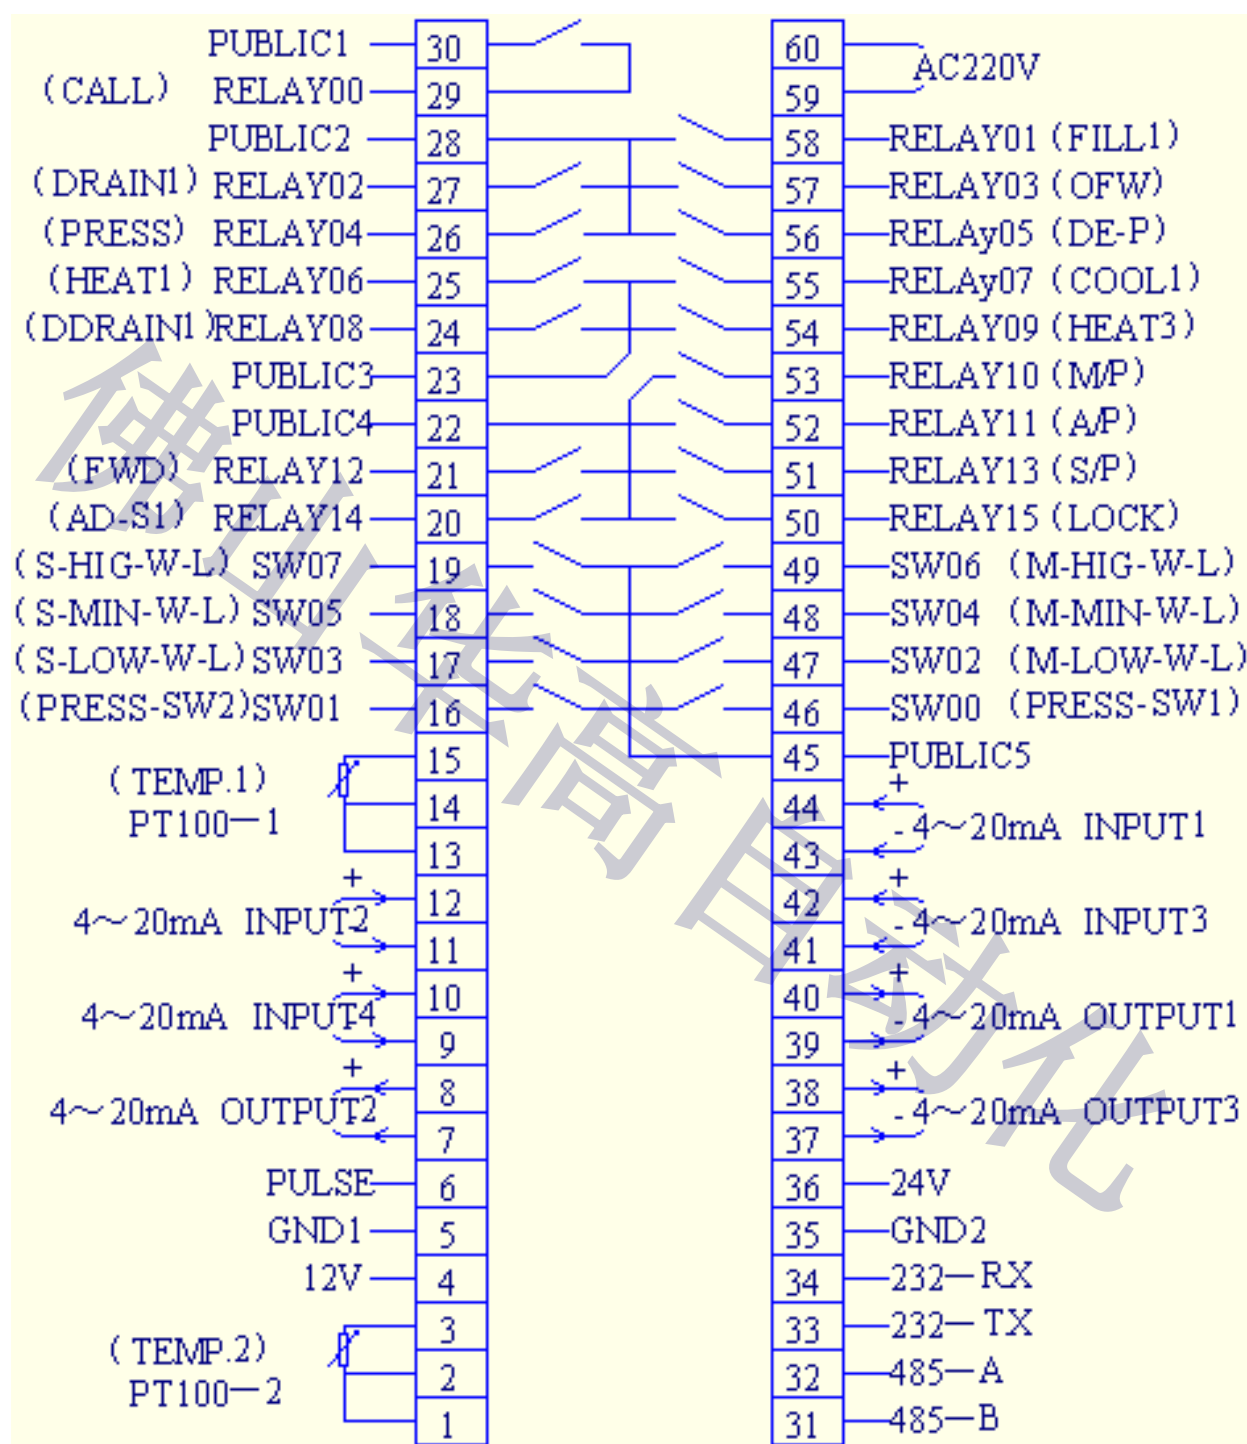 PUBLIC1 30 60 AC220V
(CALL) RELAY00 29 59
PUBLIC2 28 58 RELAY01 (FILL1)
(DRAIN1) RELAY02 27 57 RELAY03 (OFW)
(PRESS) RELAY04 26 56 RELAy05 (DE-P)
(HEAT1) RELAY06 25 55 RELAy07 (COOL1)
(DDRAIN1) RELAY08 24 54 RELAY09 (HEAT3)
PUBLIC3 23 53 RELAY10 (M/P)
PUBLIC4 22 52 RELAY11 (A/P)
(FWD) RELAY12 21 51 RELAY13 (S/P)
(AD-S1) RELAY14 20 50 RELAY15 (LOCK)
(S-HIG-W-L) SW07 19 49 SW06 (M-HIG-W-L)
(S-MIN-W-L) SW05 18 48 SW04 (M-MIN-W-L)
(S-LOW-W-L) SW03 17 47 SW02 (M-LOW-W-L)
(PRESS-SW2) SW01 16 46 SW00 (PRESS-SW1)
15 45 PUBLIC5
(TEMP.1)
14 44 +
PT100—1 - 4～20mA INPUT1
13 43
+ 12 42 +
4～20mA INPUT2 - - 4～20mA INPUT3
11 41
+ 10 40 +
4～20mA INPUT4 - - 4～20mA OUTPUT1
9 39
+ 8 38 +
4～20mA OUTPUT2 - - 4～20mA OUTPUT3
7 37
PULSE 6 36 24V
GND1 5 35 GND2
12V 4 34 232—RX
3 33 232—TX
(TEMP.2)
2 32 485—A
PT100—2
1 31 485—B
佛山华高自动化